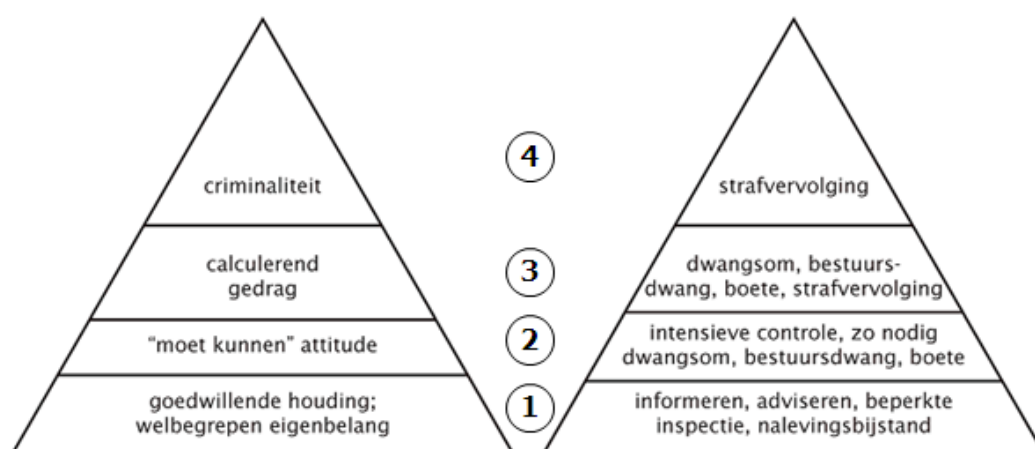 criminaliteit
calculerend
gedrag
"moet kunnen" attitude
goedwillende houding;
welbegrepen eigenbelang
4
3
2
1
strafvervolging
dwangsom, bestuurs-
dwang, boete, strafvervolging
intensieve controle, zo nodig
dwangsom, bestuursdwang, boete
informeren, adviseren, beperkte
inspectie, nalevingsbijstand